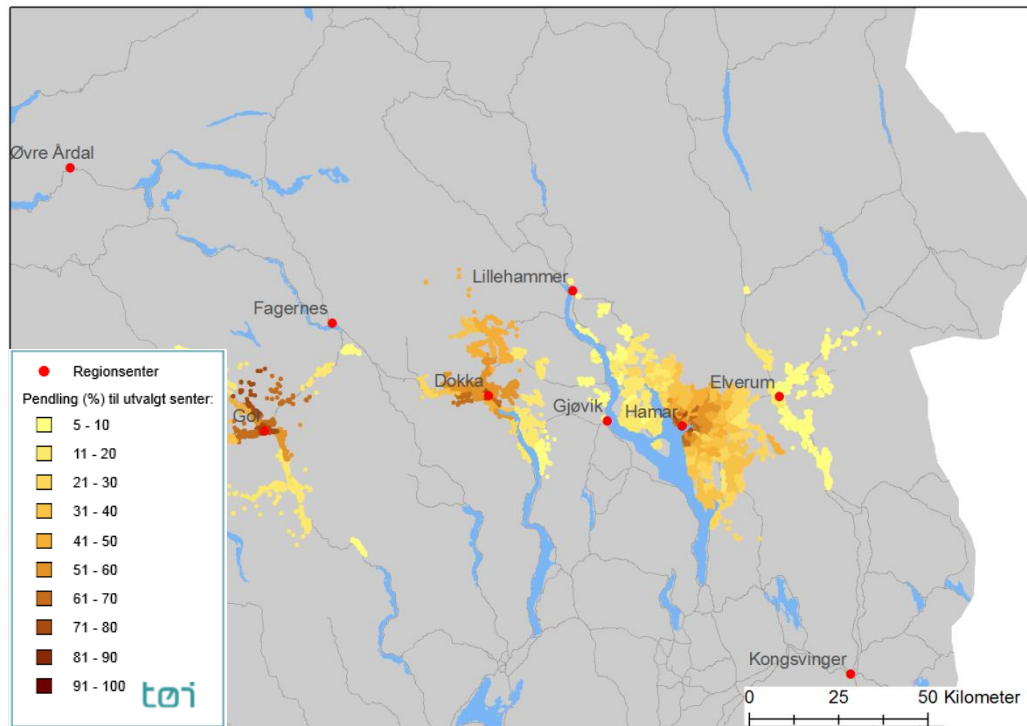 Øvre Årdal
Lillehammer
Fagernes
Dokka
Elverum
Gjøvik
Hamar
Gol
Regionsenter
Pendling (%) til utvalgt senter:
5 - 10
11 - 20
21 - 30
31 - 40
41 - 50
51 - 60
61 - 70
71 - 80
81 - 90
91 - 100
tøi
Kongsvinger
0 25 50 Kilometer